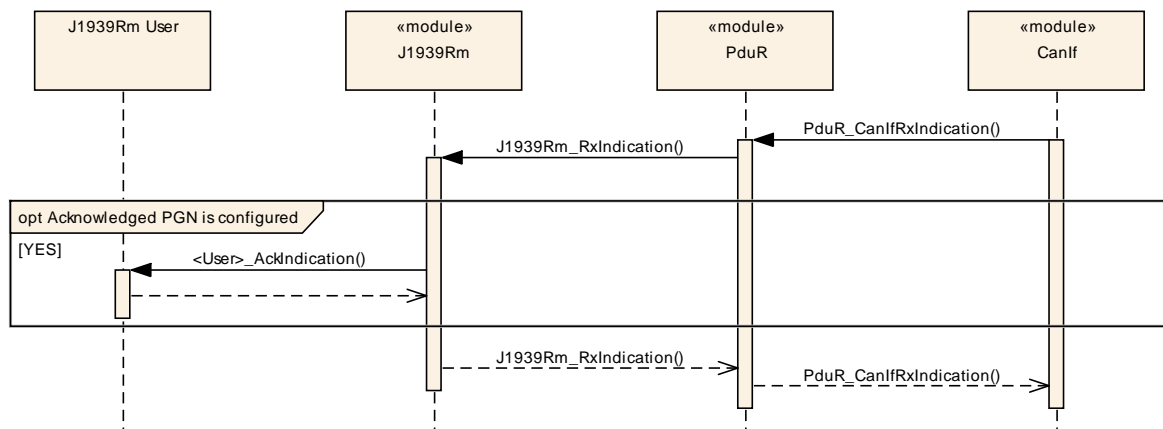 J1939Rm User
«module»
J1939Rm
«module»
PduR
«module»
CanIf
PduR_CanIfRxIndication()
J1939Rm_RxIndication()
opt Acknowledged PGN is configured
[YES]
<User>_AckIndication()
J1939Rm_RxIndication()
PduR_CanIfRxIndication()